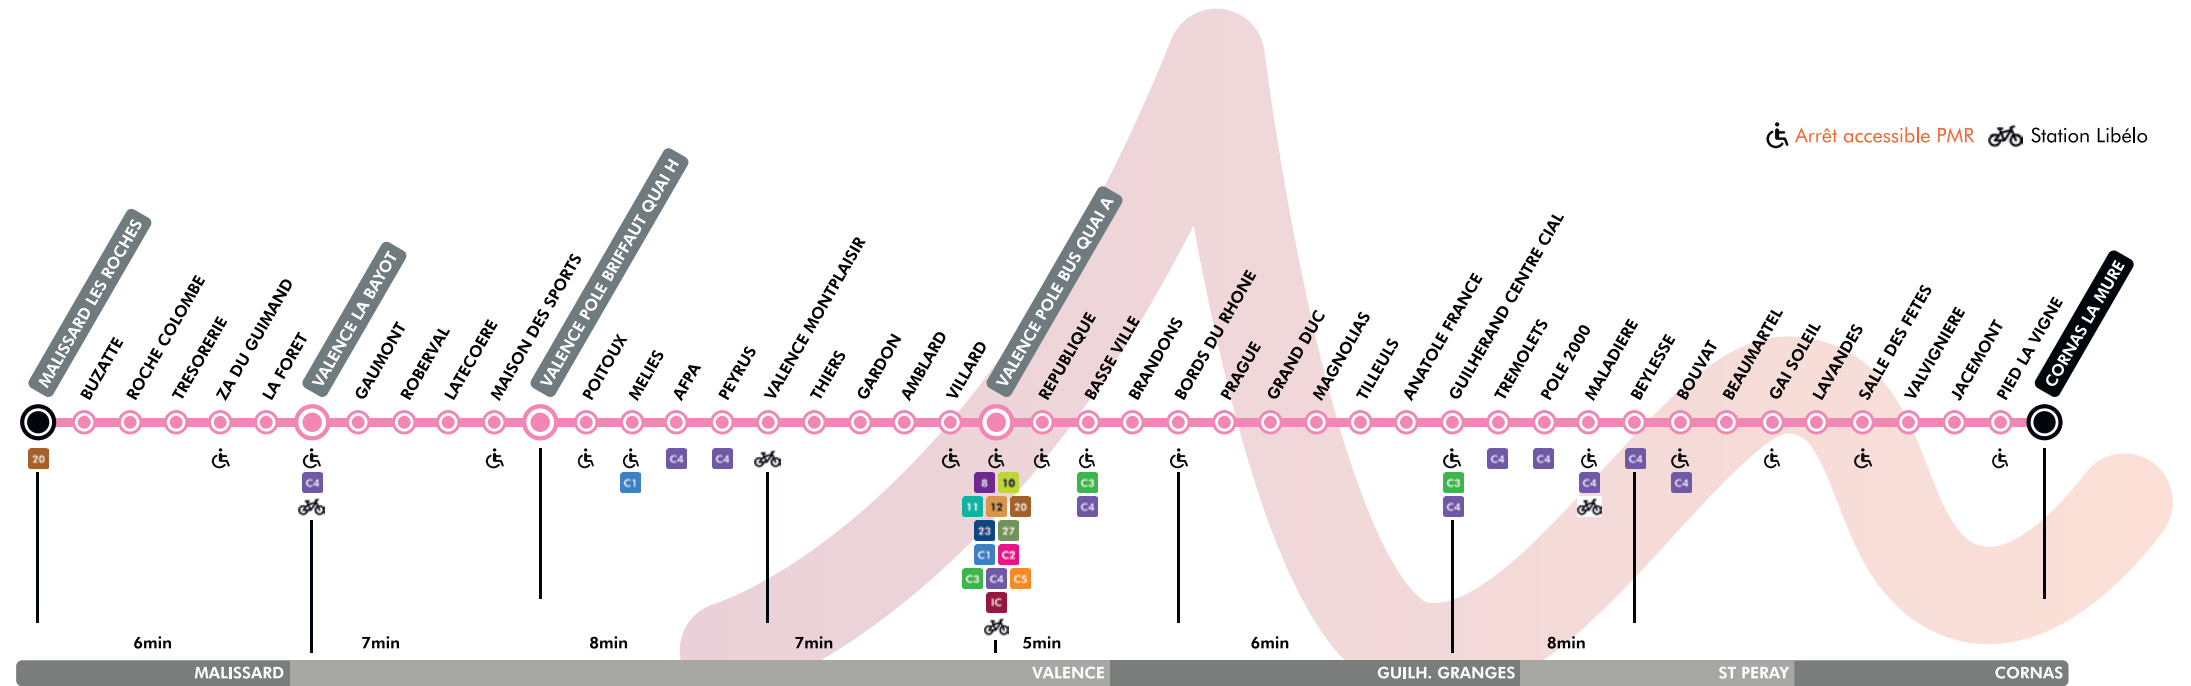 Arrêt accessible PMR
Station Libélo
MALISSARD LES ROCHES
BUZATTE
ROCHE COLOMBE
TRESORERIE
ZA DU GUIMAND
LA FORET
VALENCE LA BAYOT
GAUMONT
ROBERVAL
LATECOERE
MAISON DES SPORTS
VALENCE POLE BRIFFAUT QUAI H
POITOUX
MELIES
AFPA
PEYRUS
VALENCE MONTPLAISIR
THIERS
GARDON
AMBLARD
VILLARD
VALENCE POLE BUS QUAI A
REPUBLIQUE
BASSE VILLE
BRANDONS
BORDS DU RHONE
PRAGUE
GRAND DUC
MAGNOLIAS
TILLEULS
ANATOLE FRANCE
GUILHERAND CENTRE CIAL
TREMOLETS
POLE 2000
MALADIERE
BEYLESSE
BOUVAT
BEAUMARTEL
GAI SOLEIL
LAVANDES
SALLE DES FETES
VALVIGNIERE
JACEMONT
PIED LA VIGNE
CORNAS LA MURE
20
C4
C1
C4
C4
8 10
11 12 20
23 27
C1 C2
C3 C4 C5
IC
C3
C4
C3
C4
C4
C4
C4
C4
C4
6min
7min
8min
7min
5min
6min
8min
MALISSARD
VALENCE
GUILH. GRANGES
ST PERAY
CORNAS